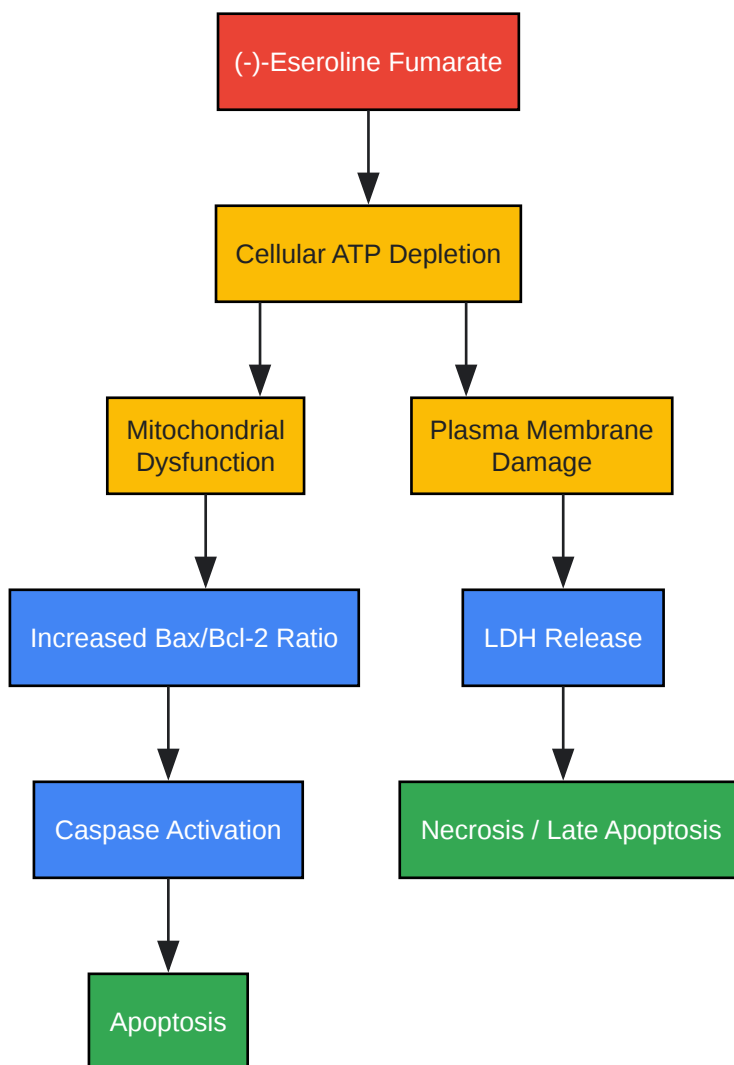 (-)-Eseroline Fumarate
Cellular ATP Depletion
Mitochondrial
Dysfunction
Plasma Membrane
Damage
Increased Bax/Bcl-2 Ratio
LDH Release
Caspase Activation
Necrosis / Late Apoptosis
Apoptosis